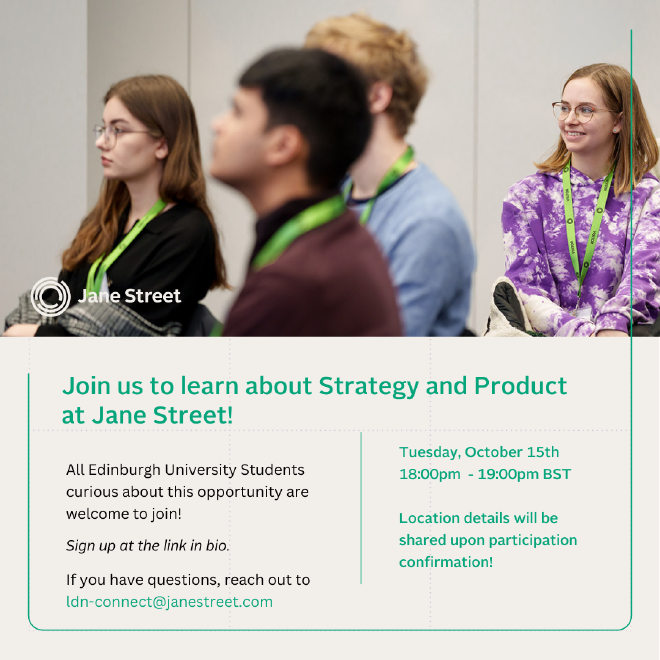 Jane Street
Join us to learn about Strategy and Product
at Jane Street!
All Edinburgh University Students
curious about this opportunity are
welcome to join!
Sign up at the link in bio.
If you have questions, reach out to
ldn-connect@janestreet.com
Tuesday, October 15th
18:00pm - 19:00pm BST
Location details will be
shared upon participation
confirmation!